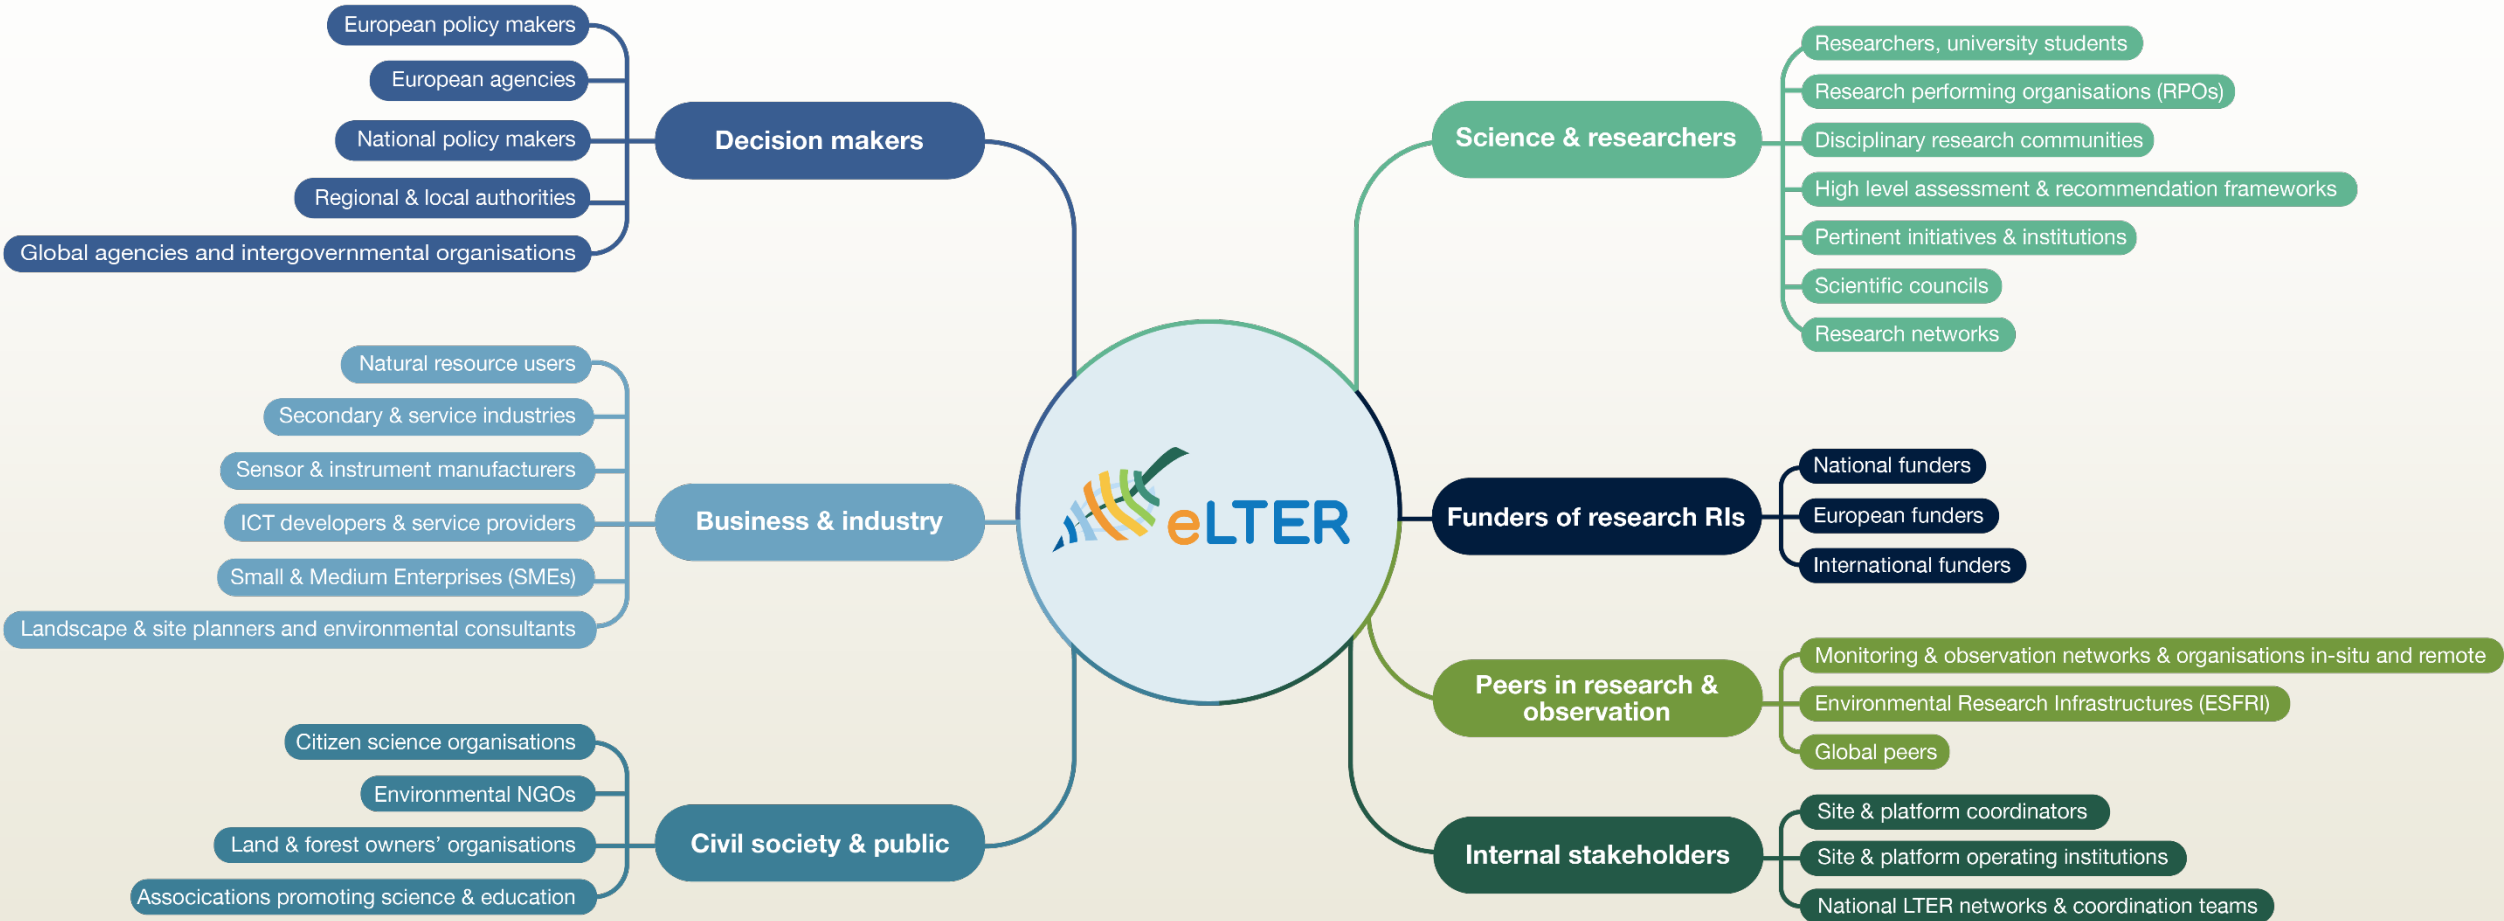 European policy makers
European agencies
National policy makers
Regional & local authorities
Global agencies and intergovernmental organisations
Decision makers
Natural resource users
Secondary & service industries
Sensor & instrument manufacturers
ICT developers & service providers
Small & Medium Enterprises (SMEs)
Landscape & site planners and environmental consultants
Business & industry
Citizen science organisations
Environmental NGOs
Land & forest owners’ organisations
Assocications promoting science & education
Civil society & public
eLTER
Science & researchers
Researchers, university students
Research performing organisations (RPOs)
Disciplinary research communities
High level assessment & recommendation frameworks
Pertinent initiatives & institutions
Scientific councils
Research networks
Funders of research RIs
National funders
European funders
International funders
Peers in research &
observation
Monitoring & observation networks & organisations in-situ and remote
Environmental Research Infrastructures (ESFRI)
Global peers
Internal stakeholders
Site & platform coordinators
Site & platform operating institutions
National LTER networks & coordination teams